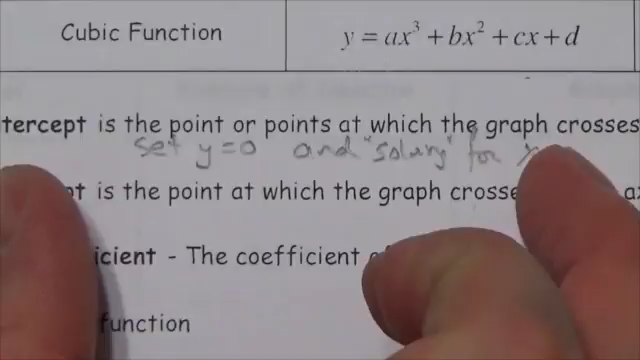 Cubic Function y = ax³ + bx² + cx + d
tercept is the point or points at which the graph crosses
set y=0 and "solving" for x
is the point at which the graph crosse
icient - The coefficient
function